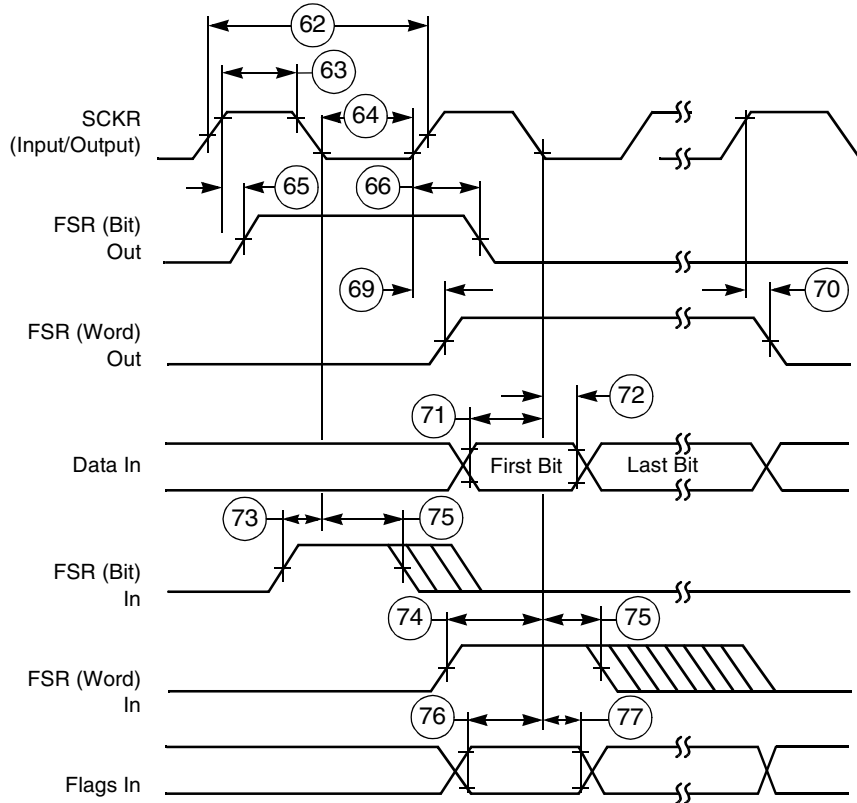 62
63
SCKR
(Input/Output)
64
65
66
FSR (Bit)
Out
69
70
FSR (Word)
Out
72
71
Data In
First Bit
Last Bit
73
75
FSR (Bit)
In
74
75
FSR (Word)
In
76
77
Flags In